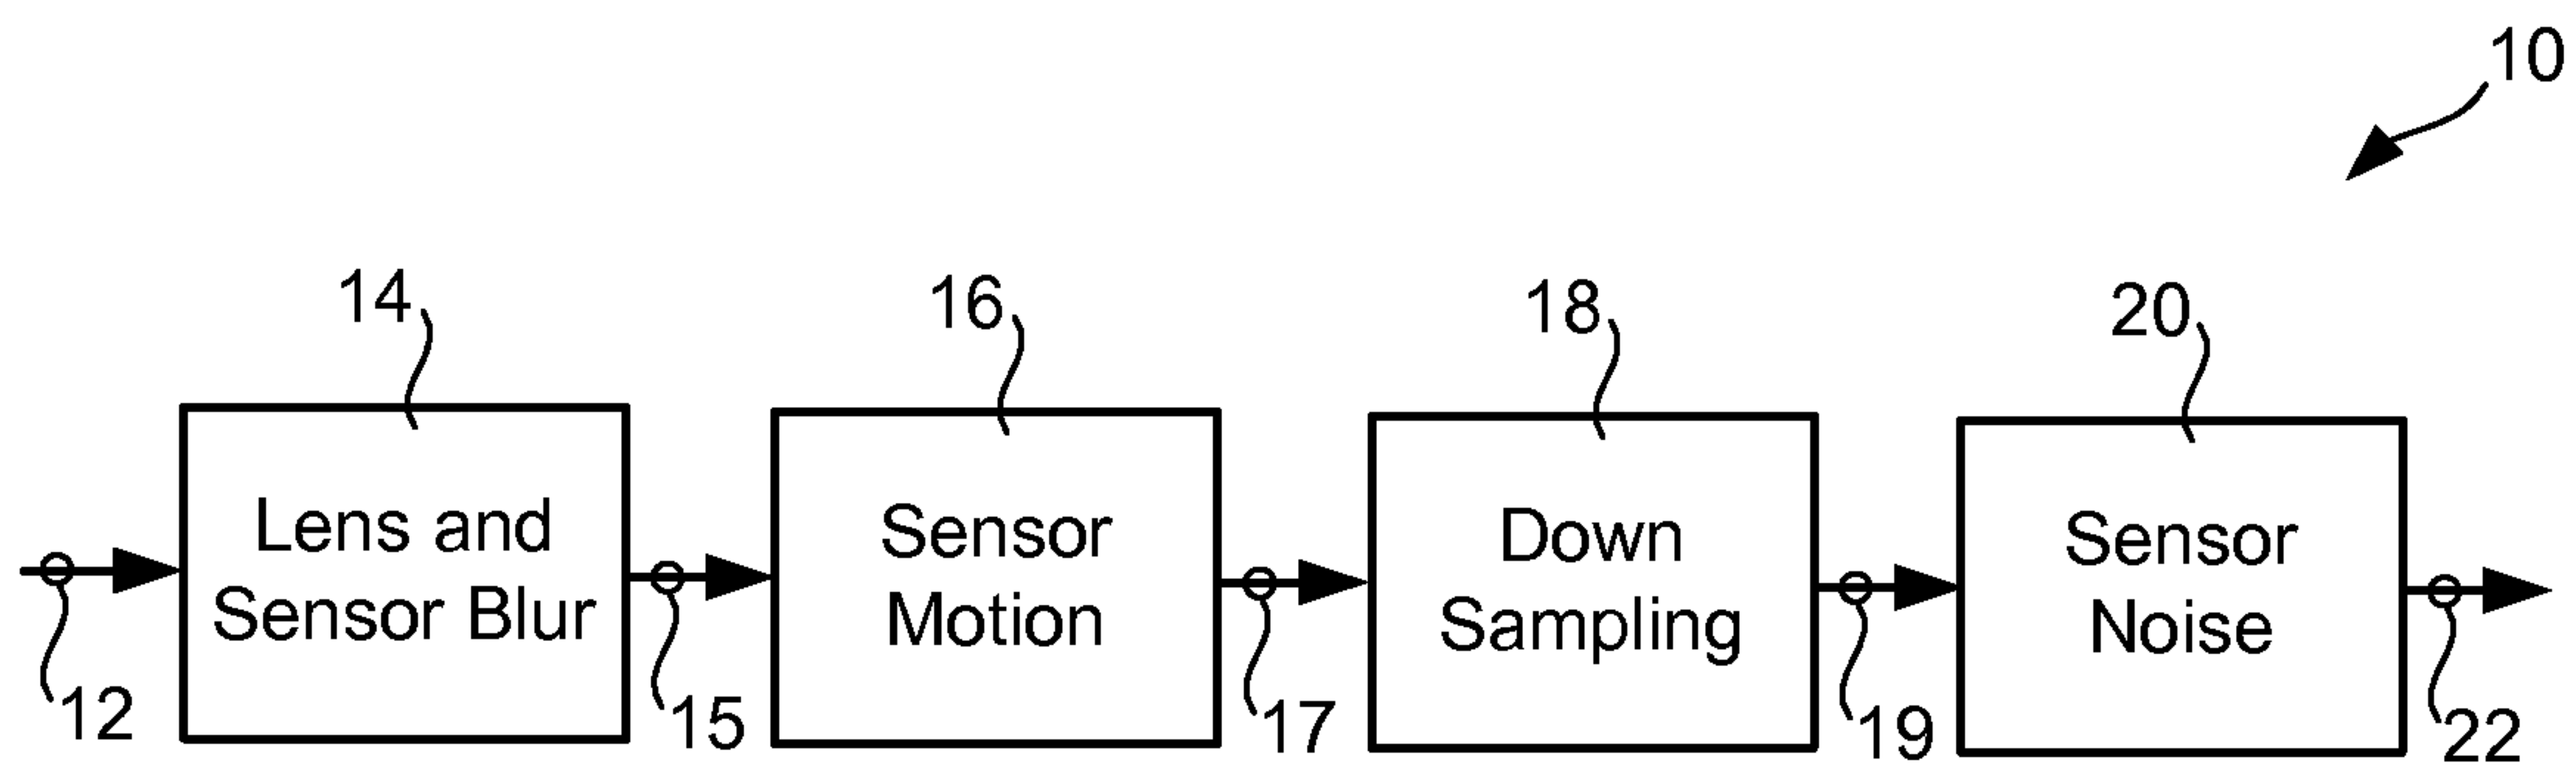 10
14
16
18
20
Lens and
Sensor Blur
Sensor
Motion
Down
Sampling
Sensor
Noise
12
15
17
19
22